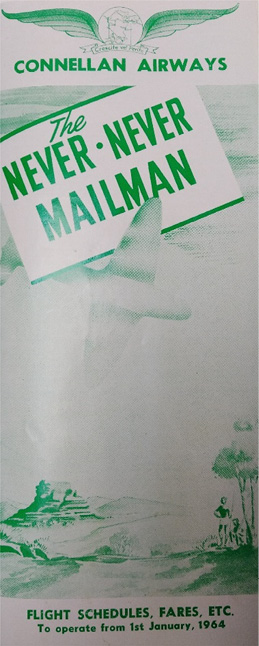 CONNELLAN AIRWAYS
The
NEVER·NEVER
MAILMAN
FLIGHT SCHEDULES, FARES, ETC.
To operate from 1st January, 1964